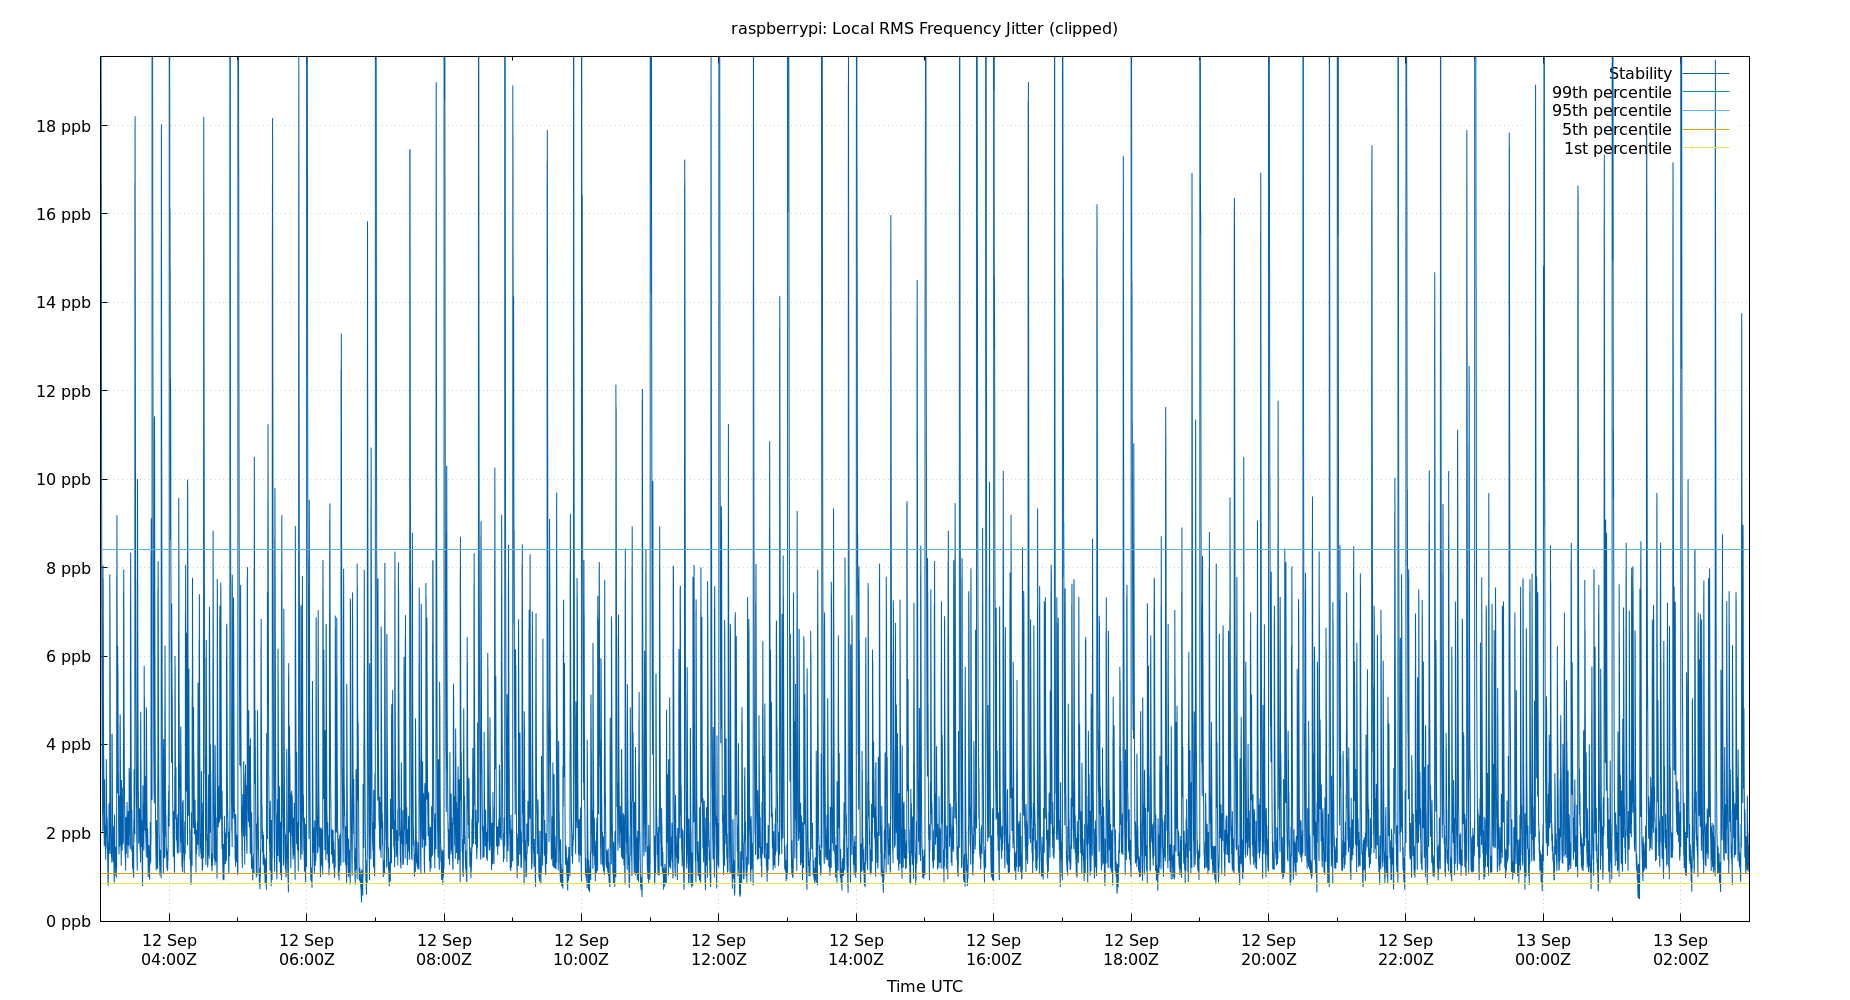 raspberrypi: Local RMS Frequency Jitter (clipped)
Stability
99th percentile
95th percentile
5th percentile
1st percentile
18 ppb
16 ppb
14 ppb
12 ppb
10 ppb
8 ppb
6 ppb
4 ppb
2 ppb
0 ppb
12 Sep 12 Sep 12 Sep 12 Sep 12 Sep 12 Sep 12 Sep 12 Sep 12 Sep 12 Sep 13 Sep 13 Sep
04:00Z 06:00Z 08:00Z 10:00Z 12:00Z 14:00Z 16:00Z 18:00Z 20:00Z 22:00Z 00:00Z 02:00Z
Time UTC